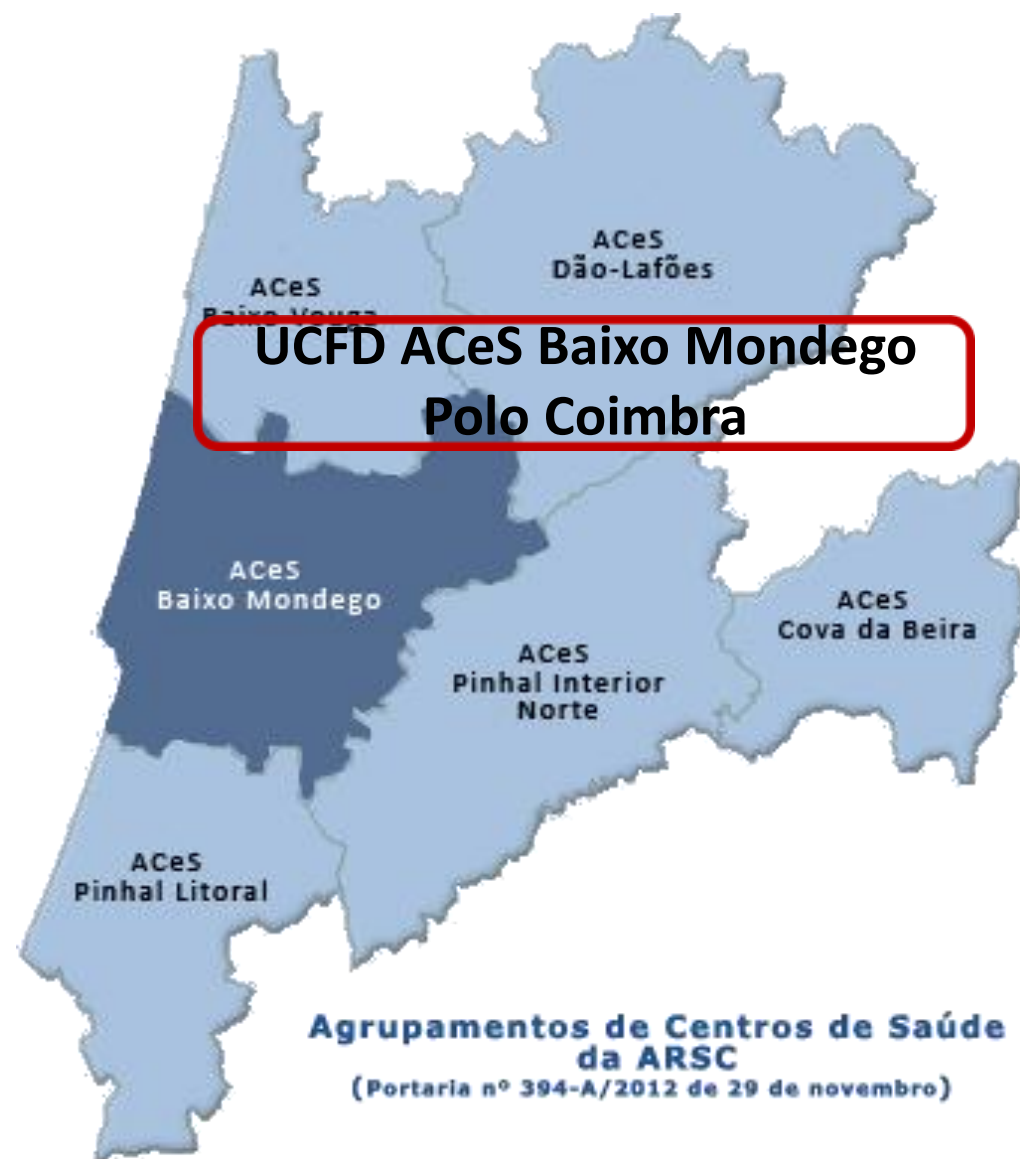 ACeS
Dão-Lafões
ACeS
Baixo Vouga
UCFD ACeS Baixo Mondego
Polo Coimbra
ACeS
Baixo Mondego
ACeS
Cova da Beira
ACeS
Pinhal Interior
Norte
ACeS
Pinhal Litoral
Agrupamentos de Centros de Saúde
da ARSC
(Portaria nº 394-A/2012 de 29 de novembro)